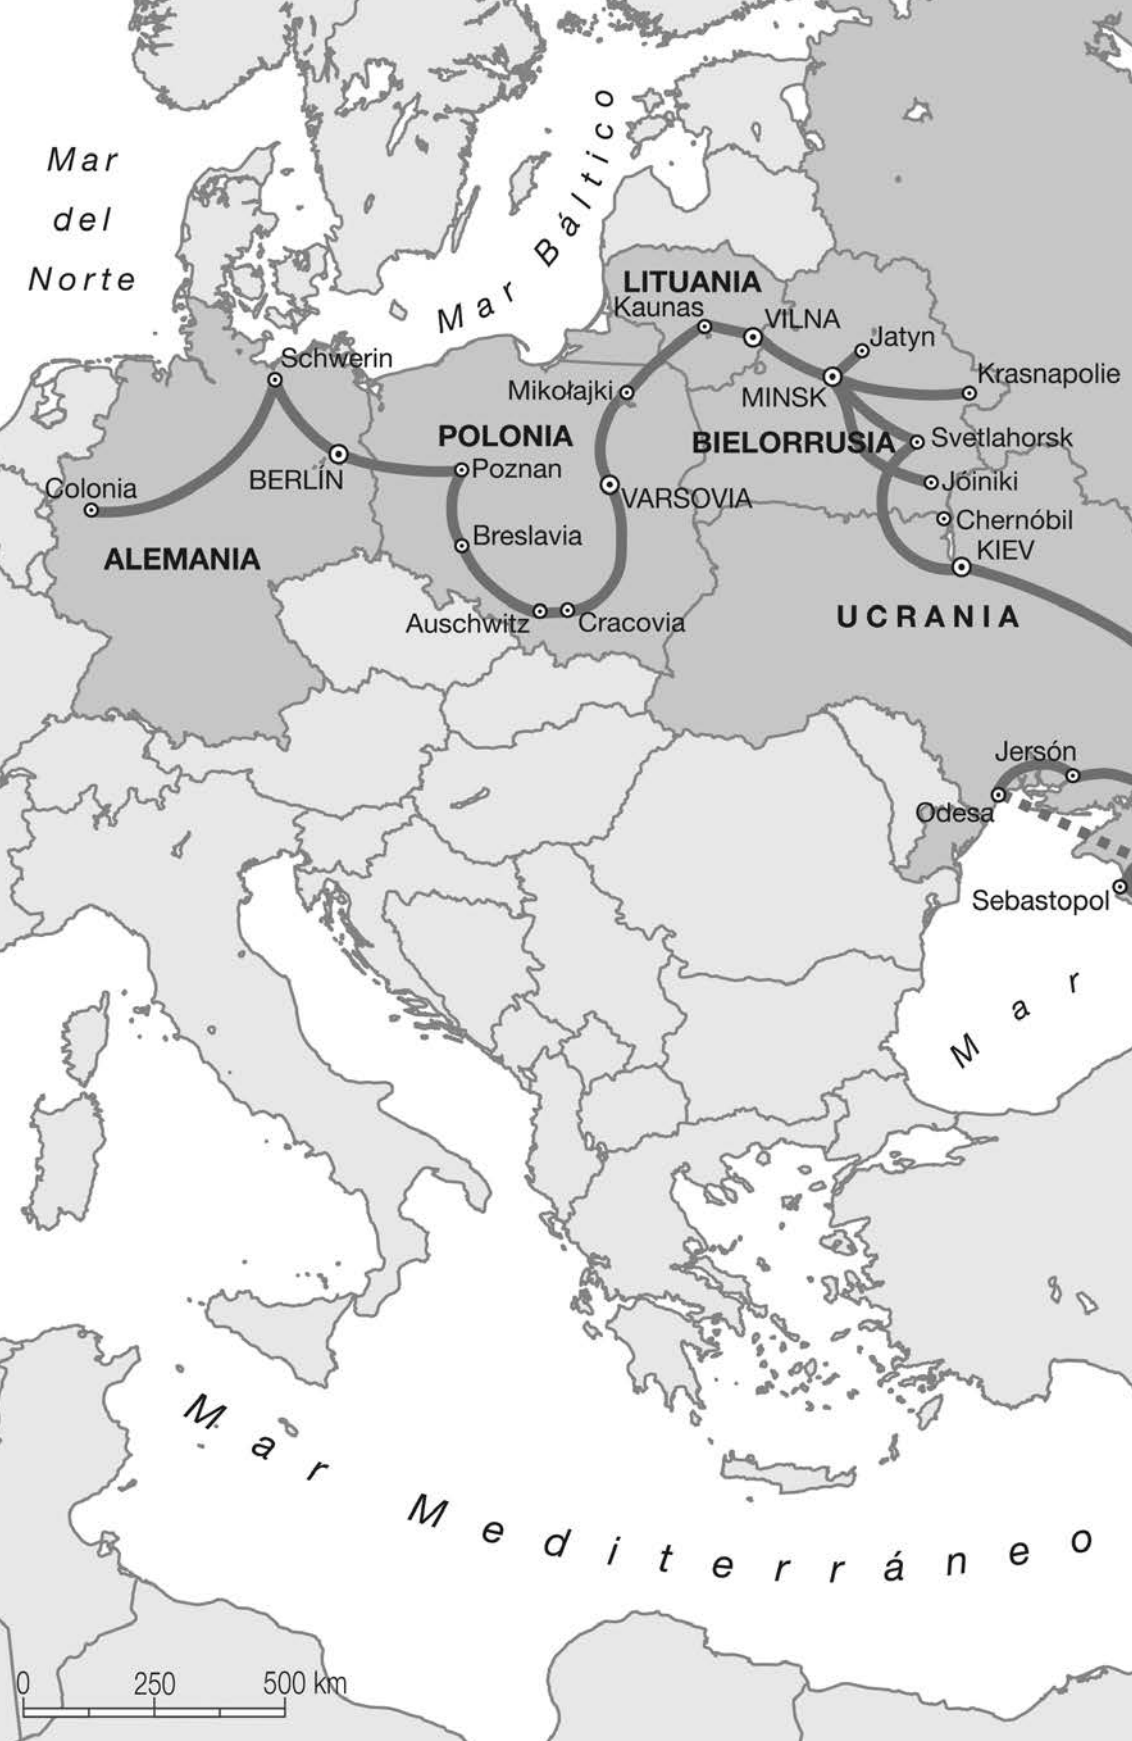 Mar
del
Norte
Mar Báltico
LITUANIA
Kaunas
VILNA
Jatyn
Schwerin
Krasnapolie
Mikołajki
MINSK
POLONIA
BIELORRUSIA
Svetlahorsk
Poznan
BERLÍN
Colonia
VARSOVIA
Jóiniki
Chernóbil
Breslavia
KIEV
ALEMANIA
Auschwitz
Cracovia
UCRANIA
Jersón
Odesa
Sebastopol
Mar
Mar Mediterráneo
0 250 500 km